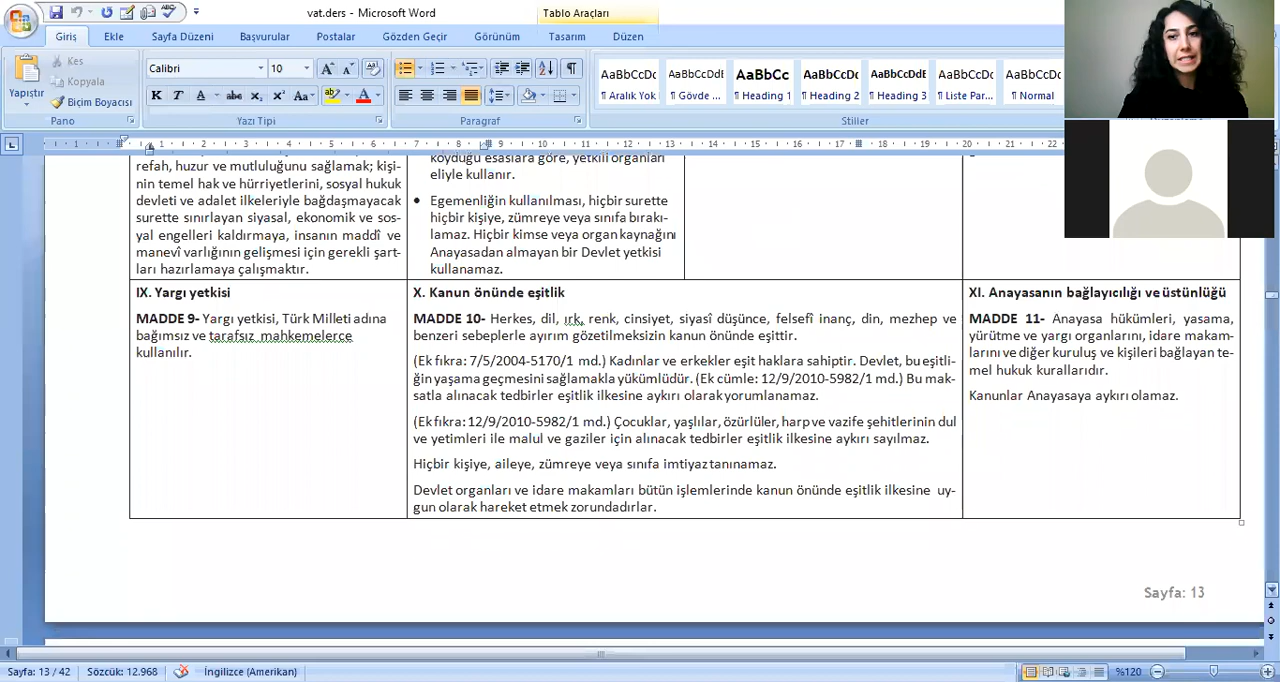 vat.ders - Microsoft Word
Tablo Araçları
Giriş
Ekle
Sayfa Düzeni
Başvurular
Postalar
Gözden Geçir
Görünüm
Tasarım
Düzen
Yapıştır
Kes
Kopyala
Biçim Boyacısı
Pano
Calibri
10
Yazı Tipi
Paragraf
AaBbCcDc
¶ Aralık Yok
AaBbCcDdE
¶ Gövde ...
AaBbCc
¶ Heading 1
AaBbCcDc
¶ Heading 2
AaBbCcDdE
¶ Heading 3
AaBbCcDc
¶ Liste Par...
AaBbCcDc
¶ Normal
Stiller
refah, huzur ve mutluluğunu sağlamak; kişi-
nin temel hak ve hürriyetlerini, sosyal hukuk
devleti ve adalet ilkeleriyle bağdaşmayacak
surette sınırlayan siyasal, ekonomik ve sos-
yal engelleri kaldırmaya, insanın maddî ve
manevî varlığının gelişmesi için gerekli şart-
ları hazırlamaya çalışmaktır.
koyduğu esaslara göre, yetkili organları
eliyle kullanır.
• Egemenliğin kullanılması, hiçbir surette
hiçbir kişiye, zümreye veya sınıfa bırakı-
lamaz. Hiçbir kimse veya organ kaynağını
Anayasadan almayan bir Devlet yetkisi
kullanamaz.
IX. Yargı yetkisi
MADDE 9- Yargı yetkisi, Türk Milleti adına
bağımsız ve tarafsız mahkemelerce
kullanılır.
X. Kanun önünde eşitlik
MADDE 10- Herkes, dil, ırk, renk, cinsiyet, siyasî düşünce, felsefî inanç, din, mezhep ve
benzeri sebeplerle ayırım gözetilmeksizin kanun önünde eşittir.
(Ek fıkra: 7/5/2004-5170/1 md.) Kadınlar ve erkekler eşit haklara sahiptir. Devlet, bu eşitli-
ğin yaşama geçmesini sağlamakla yükümlüdür. (Ek cümle: 12/9/2010-5982/1 md.) Bu mak-
satla alınacak tedbirler eşitlik ilkesine aykırı olarak yorumlanamaz.
(Ek fıkra: 12/9/2010-5982/1 md.) Çocuklar, yaşlılar, özürlüler, harp ve vazife şehitlerinin dul
ve yetimleri ile malul ve gaziler için alınacak tedbirler eşitlik ilkesine aykırı sayılmaz.
Hiçbir kişiye, aileye, zümreye veya sınıfa imtiyaz tanınamaz.
Devlet organları ve idare makamları bütün işlemlerinde kanun önünde eşitlik ilkesine uy-
gun olarak hareket etmek zorundadırlar.
XI. Anayasanın bağlayıcılığı ve üstünlüğü
MADDE 11- Anayasa hükümleri, yasama,
yürütme ve yargı organlarını, idare makam-
larını ve diğer kuruluş ve kişileri bağlayan te-
mel hukuk kurallarıdır.
Kanunlar Anayasaya aykırı olamaz.
Sayfa: 13
Sayfa: 13 / 42
Sözcük: 12.968
İngilizce (Amerikan)
%120